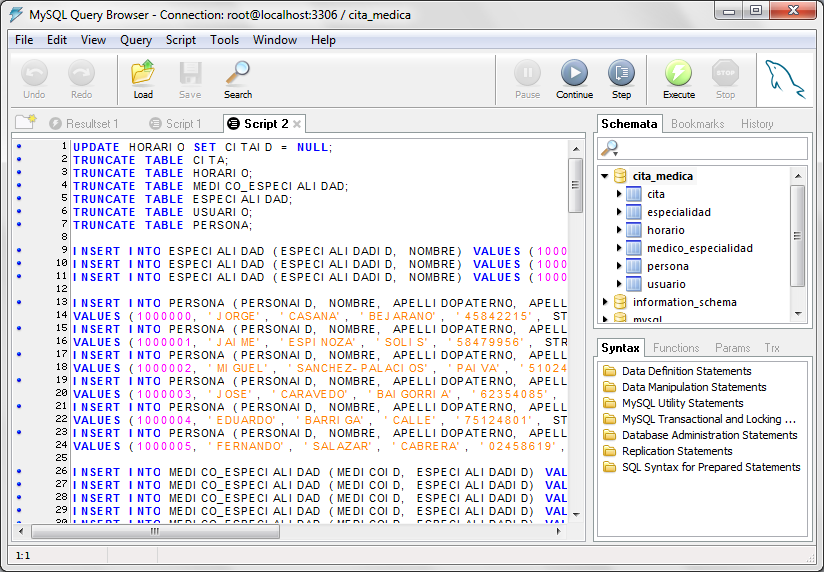 MySQL Query Browser - Connection: root@localhost:3306 / cita_medica
File Edit View Query Script Tools Window Help
Undo Redo Load Save Search Pause Continue Step Execute STOP Stop
Resultset 1 Script 1 Script 2
1 UPDATE HORARIO SET CITAID = NULL;
2 TRUNCATE TABLE CITA;
3 TRUNCATE TABLE HORARIO;
4 TRUNCATE TABLE MEDICO_ESPECIALIDAD;
5 TRUNCATE TABLE ESPECIALIDAD;
6 TRUNCATE TABLE USUARIO;
7 TRUNCATE TABLE PERSONA;
8
9 INSERT INTO ESPECIALIDAD (ESPECIALIDADID, NOMBRE) VALUES (1000
10 INSERT INTO ESPECIALIDAD (ESPECIALIDADID, NOMBRE) VALUES (1000
11 INSERT INTO ESPECIALIDAD (ESPECIALIDADID, NOMBRE) VALUES (1000
12
13 INSERT INTO PERSONA (PERSONAID, NOMBRE, APELLIDOPATERNO, APELL
14 VALUES (1000000, 'JORGE', 'CASANA', 'BEJARANO', '45842215', STR
15 INSERT INTO PERSONA (PERSONAID, NOMBRE, APELLIDOPATERNO, APELL
16 VALUES (1000001, 'JAIME', 'ESPINOZA', 'SOLIS', '58479956', STR
17 INSERT INTO PERSONA (PERSONAID, NOMBRE, APELLIDOPATERNO, APELL
18 VALUES (1000002, 'MIGUEL', 'SANCHEZ-PALACIOS', 'PAIVA', '51024
19 INSERT INTO PERSONA (PERSONAID, NOMBRE, APELLIDOPATERNO, APELL
20 VALUES (1000003, 'JOSE', 'CARAVEDO', 'BAIGORRIA', '62354085',
21 INSERT INTO PERSONA (PERSONAID, NOMBRE, APELLIDOPATERNO, APELL
22 VALUES (1000004, 'EDUARDO', 'BARRIGA', 'CALLE', '75124801', ST
23 INSERT INTO PERSONA (PERSONAID, NOMBRE, APELLIDOPATERNO, APELL
24 VALUES (1000005, 'FERNANDO', 'SALAZAR', 'CABRERA', '02458619',
25
26 INSERT INTO MEDICO_ESPECIALIDAD (MEDICOID, ESPECIALIDADID) VAL
27 INSERT INTO MEDICO_ESPECIALIDAD (MEDICOID, ESPECIALIDADID) VAL
28 INSERT INTO MEDICO_ESPECIALIDAD (MEDICOID, ESPECIALIDADID) VAL
29 INSERT INTO MEDICO_ESPECIALIDAD (MEDICOID, ESPECIALIDADID) VAL
30 INSERT INTO MEDICO_ESPECIALIDAD (MEDICOID, ESPECIALIDADID) VAL
Schemata Bookmarks History
cita_medica
cita
especialidad
horario
medico_especialidad
persona
usuario
information_schema
mysql
Syntax Functions Params Trx
Data Definition Statements
Data Manipulation Statements
MySQL Utility Statements
MySQL Transactional and Locking ...
Database Administration Statements
Replication Statements
SQL Syntax for Prepared Statements
1:1